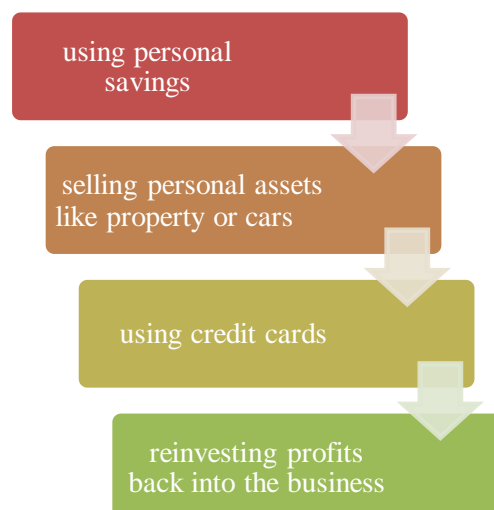 using personal
savings
selling personal assets
like property or cars
using credit cards
reinvesting profits
back into the business